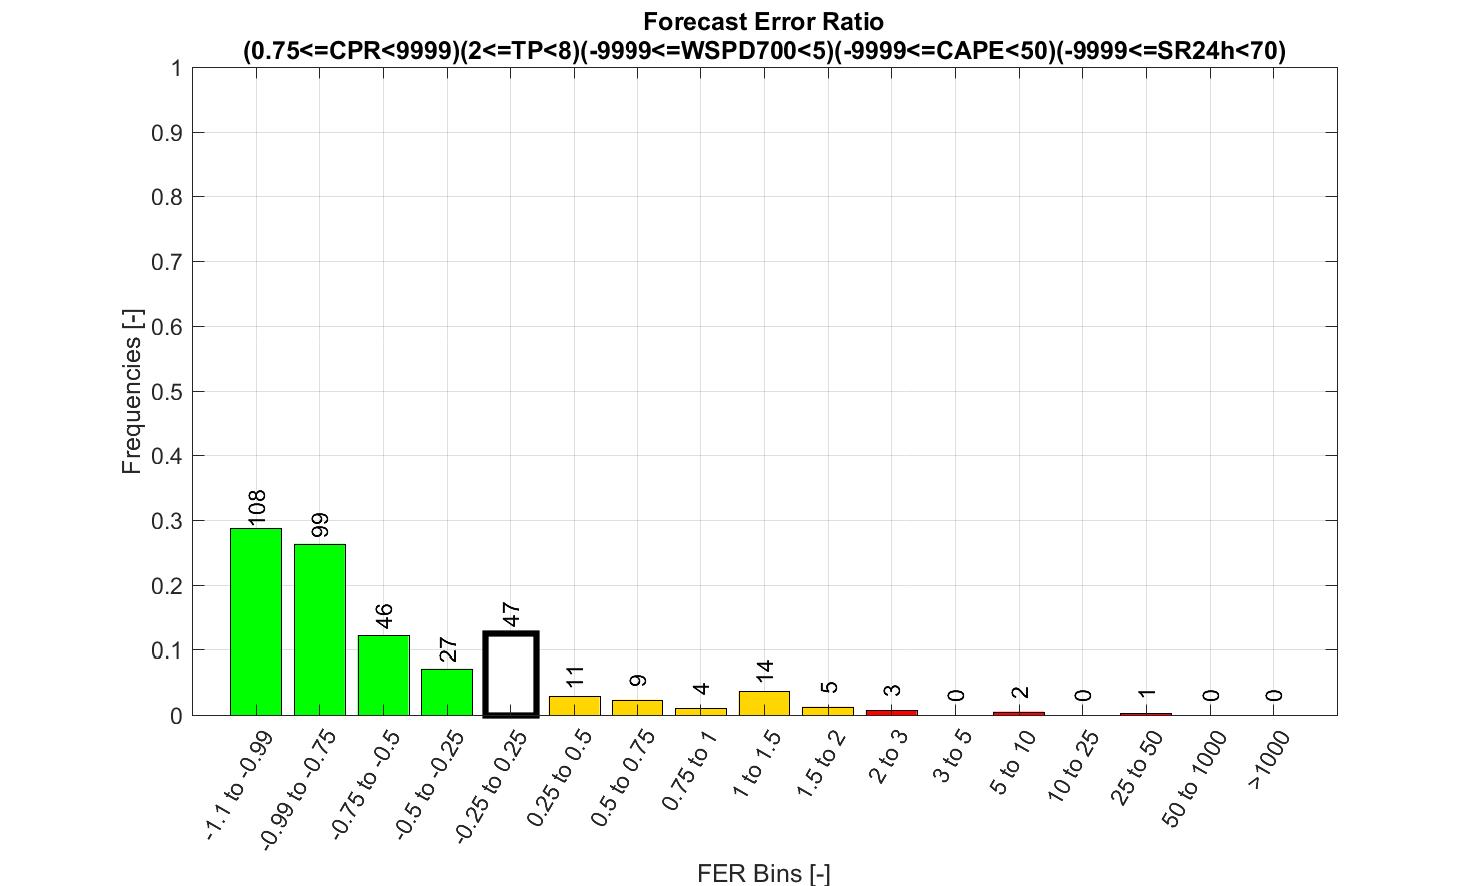 Forecast Error Ratio
(0.75<=CPR<9999)(2<=TP<8)(-9999<=WSPD700<5)(-9999<=CAPE<50)(-9999<=SR24h<70)
1
0.9
0.8
0.7
0.6
0.5
0.4
0.3
0.2
0.1
0
Frequencies [-]
108
99
46
27
47
11
9
4
14
5
3
0
2
0
1
0
0
-1.1 to -0.99
-0.99 to -0.75
-0.75 to -0.5
-0.5 to -0.25
-0.25 to 0.25
0.25 to 0.5
0.5 to 0.75
0.75 to 1
1 to 1.5
1.5 to 2
2 to 3
3 to 5
5 to 10
10 to 25
25 to 50
50 to 1000
>1000
FER Bins [-]